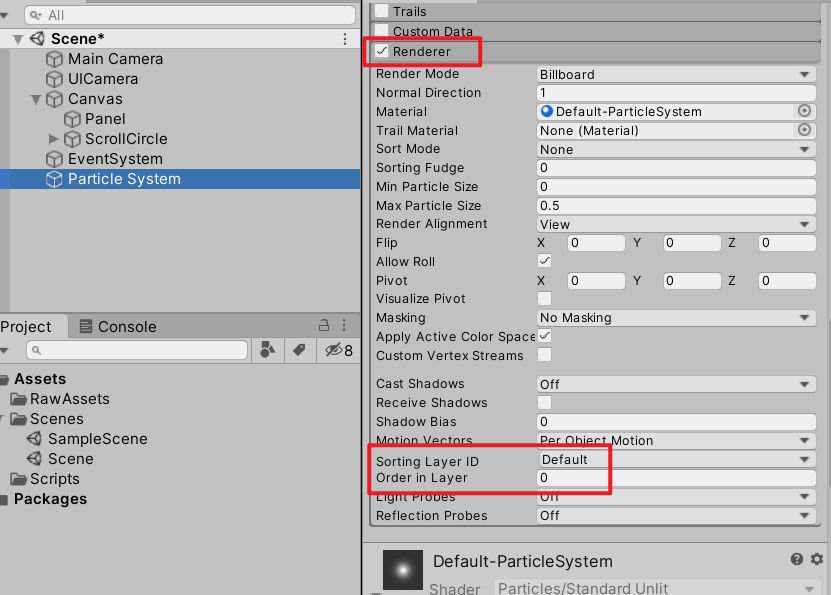 All
Scene*
Main Camera
UICamera
Canvas
Panel
ScrollCircle
EventSystem
Particle System
Project
Console
8
Assets
RawAssets
Scenes
SampleScene
Scene
Scripts
Packages
Trails
Custom Data
Renderer
Render Mode Billboard
Normal Direction 1
Material Default-ParticleSystem
Trail Material None (Material)
Sort Mode None
Sorting Fudge 0
Min Particle Size 0
Max Particle Size 0.5
Render Alignment View
Flip X 0 Y 0 Z 0
Allow Roll
Pivot X 0 Y 0 Z 0
Visualize Pivot
Masking No Masking
Apply Active Color Space
Custom Vertex Streams
Cast Shadows Off
Receive Shadows
Shadow Bias 0
Motion Vectors Per Object Motion
Sorting Layer ID Default
Order in Layer 0
Light Probes Off
Reflection Probes Off
Default-ParticleSystem
Shader Particles/Standard Unlit